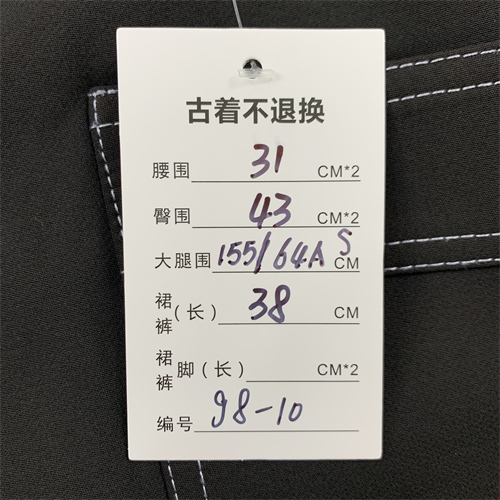 古着不退换
腰围 31 CM*2
臀围 43 CM*2
大腿围 155/64A S CM
裙裤(长) 38 CM
裙裤脚(长) CM*2
编号 98-10